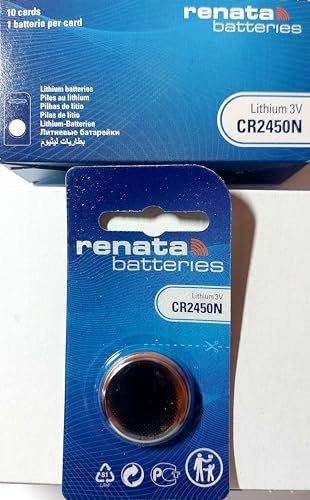 10 cards
1 batterie per card
renata
batteries
Lithium batteries
Piles au lithium
Pilhas de lítio
Pilas de litio
Lithium-Batterien
Литиевые батарейки
بطاريات ليثيوم
Lithium 3V
CR2450N
renata
batteries
Lithium 3V
CR2450N
81